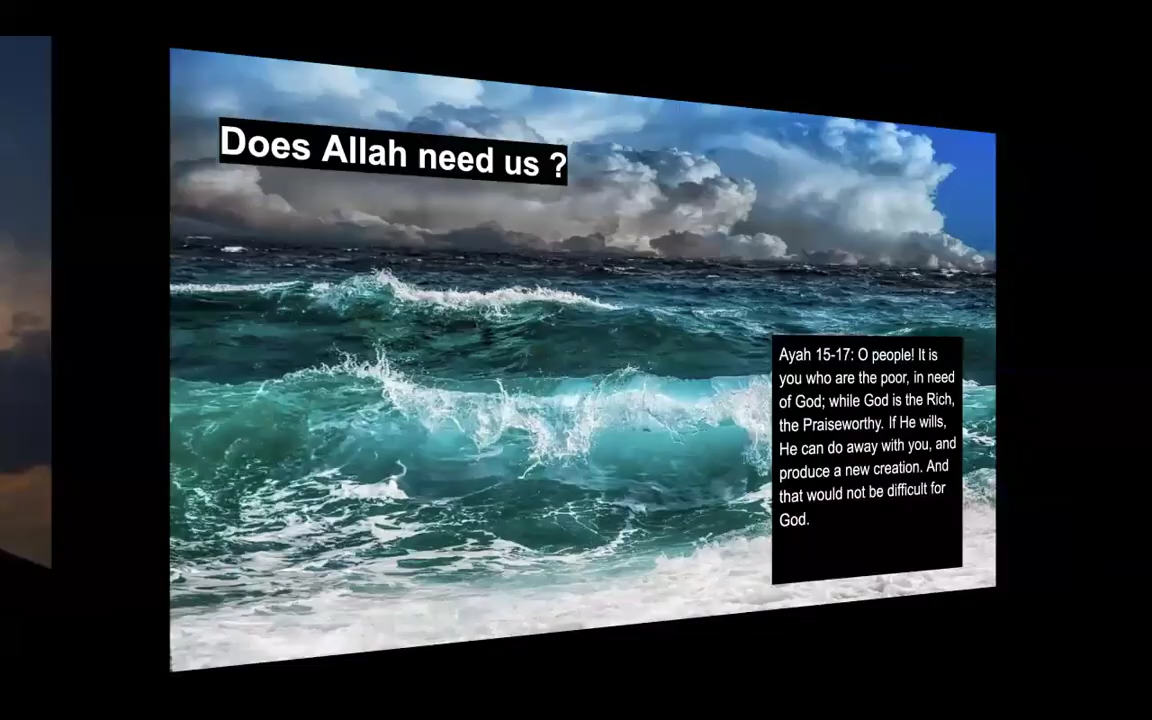 Does Allah need us ?
Ayah 15-17: O people! It is
you who are the poor, in need
of God; while God is the Rich,
the Praiseworthy. If He wills,
He can do away with you, and
produce a new creation. And
that would not be difficult for
God.